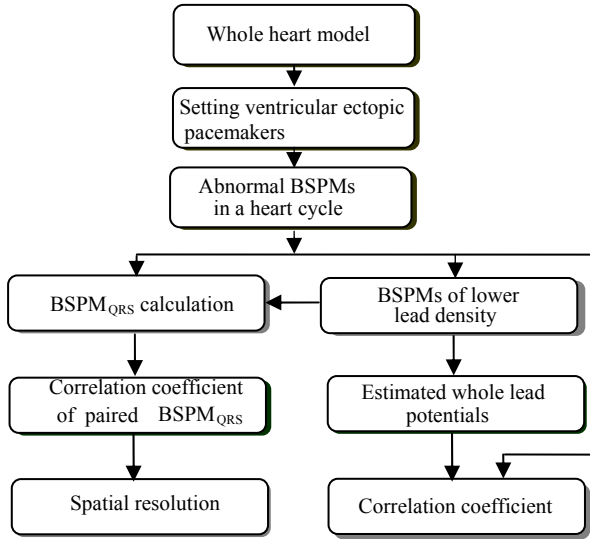 Whole heart model
Setting ventricular ectopic
pacemakers
Abnormal BSPMs
in a heart cycle
BSPMQRS calculation
BSPMs of lower
lead density
Correlation coefficient
of paired BSPMQRS
Estimated whole lead
potentials
Spatial resolution
Correlation coefficient